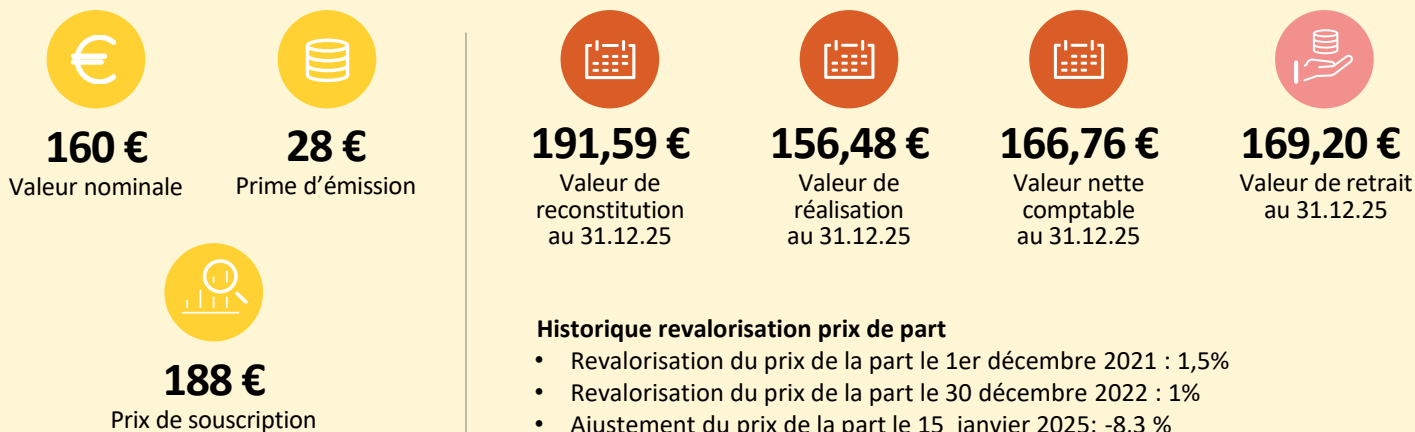 160 €
Valeur nominale
28 €
Prime d’émission
188 €
Prix de souscription
191,59 €
Valeur de
reconstitution
au 31.12.25
156,48 €
Valeur de
réalisation
au 31.12.25
166,76 €
Valeur nette
comptable
au 31.12.25
169,20 €
Valeur de retrait
au 31.12.25
Historique revalorisation prix de part
• Revalorisation du prix de la part le 1er décembre 2021 : 1,5%
• Revalorisation du prix de la part le 30 décembre 2022 : 1%
• Ajustement du prix de la part le 15 janvier 2025: -8,3 %